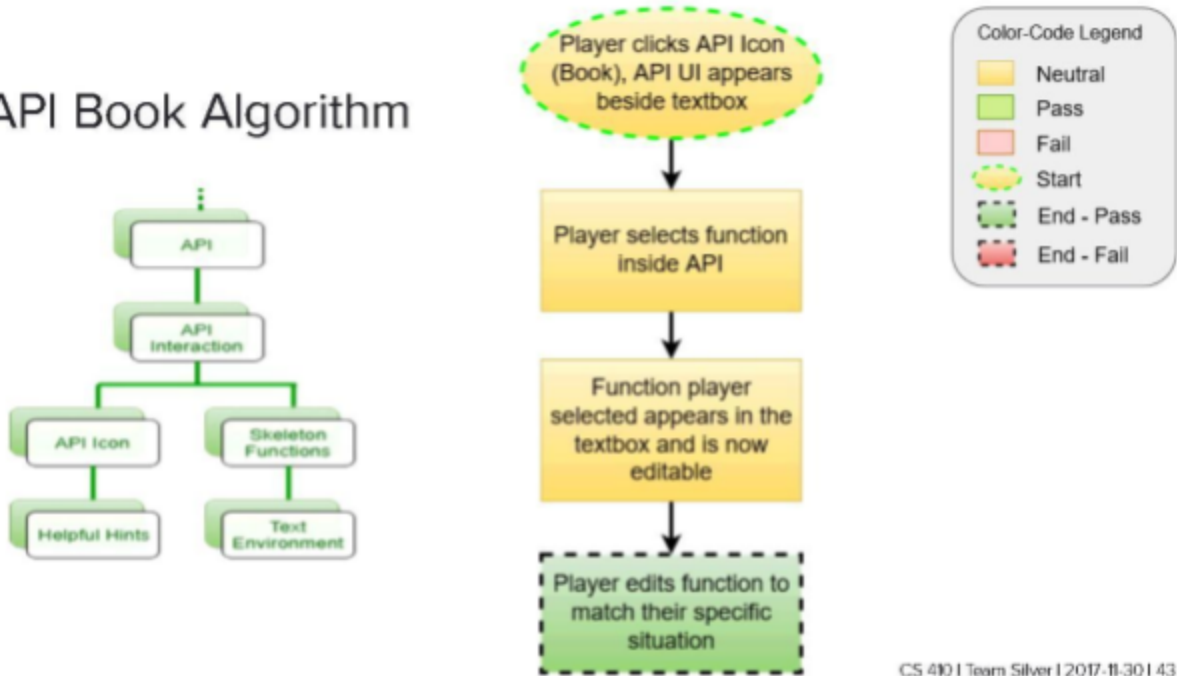 API Book Algorithm
API
API
Interaction
API Icon
Skeleton
Functions
Helpful Hints
Text
Environment
Player clicks API Icon
(Book), API UI appears
beside textbox
Player selects function
inside API
Function player
selected appears in the
textbox and is now
editable
Player edits function to
match their specific
situation
Color-Code Legend
Neutral
Pass
Fail
Start
End - Pass
End - Fail
CS 410 | Team Silver | 2017-11-30 | 43